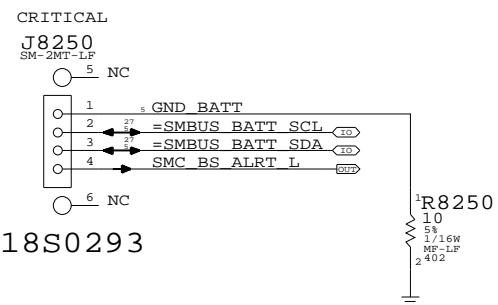 CRITICAL
J8250
SM-2MT-LF
5 NC
1 5 GND_BATT
2 27 5 =SMBUS_BATT_SCL IO
3 27 5 =SMBUS_BATT_SDA IO
4 SMC_BS_ALRT_L OUT
6 NC
18S0293
1
R8250
10
5%
1/16W
MF-LF
402
2